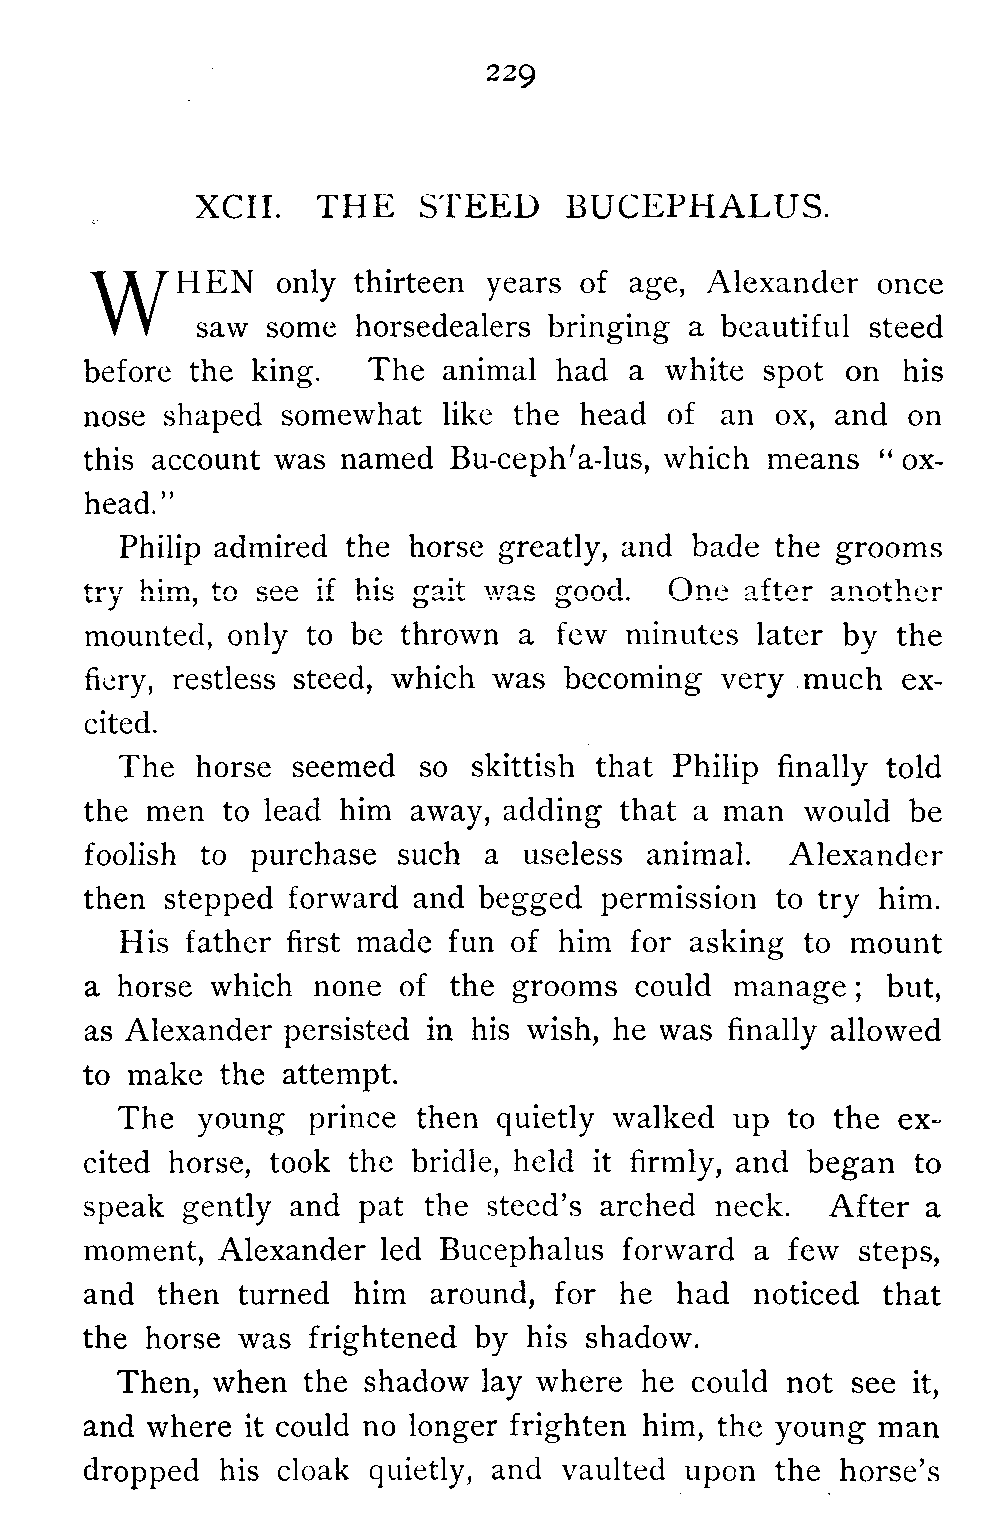 229
XCII. THE STEED BUCEPHALUS.
WHEN only thirteen years of age, Alexander once
saw some horsedealers bringing a beautiful steed
before the king. The animal had a white spot on his
nose shaped somewhat like the head of an ox, and on
this account was named Bu-ceph′a-lus, which means “ ox-
head.”
Philip admired the horse greatly, and bade the grooms
try him, to see if his gait was good. One after another
mounted, only to be thrown a few minutes later by the
fiery, restless steed, which was becoming very much ex-
cited.
The horse seemed so skittish that Philip finally told
the men to lead him away, adding that a man would be
foolish to purchase such a useless animal. Alexander
then stepped forward and begged permission to try him.
His father first made fun of him for asking to mount
a horse which none of the grooms could manage; but,
as Alexander persisted in his wish, he was finally allowed
to make the attempt.
The young prince then quietly walked up to the ex-
cited horse, took the bridle, held it firmly, and began to
speak gently and pat the steed’s arched neck. After a
moment, Alexander led Bucephalus forward a few steps,
and then turned him around, for he had noticed that
the horse was frightened by his shadow.
Then, when the shadow lay where he could not see it,
and where it could no longer frighten him, the young man
dropped his cloak quietly, and vaulted upon the horse’s